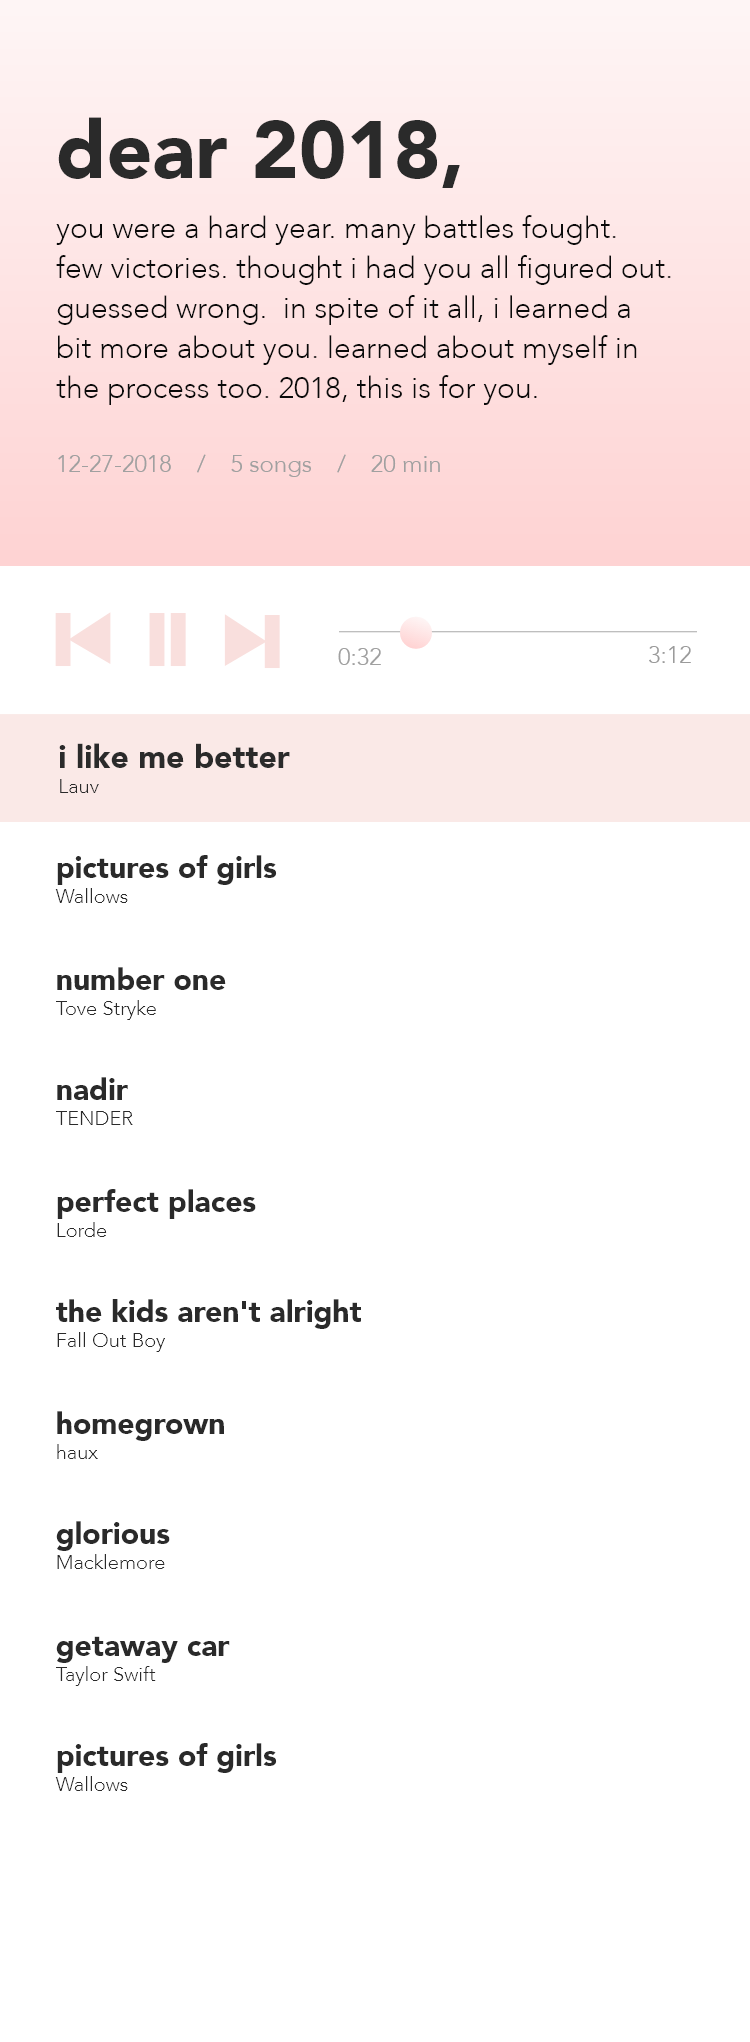 dear 2018,
you were a hard year. many battles fought.
few victories. thought i had you all figured out.
guessed wrong.  in spite of it all, i learned a
bit more about you. learned about myself in
the process too. 2018, this is for you.
12-27-2018 / 5 songs / 20 min
0:32 3:12
i like me better
Lauv
pictures of girls
Wallows
number one
Tove Stryke
nadir
TENDER
perfect places
Lorde
the kids aren't alright
Fall Out Boy
homegrown
haux
glorious
Macklemore
getaway car
Taylor Swift
pictures of girls
Wallows